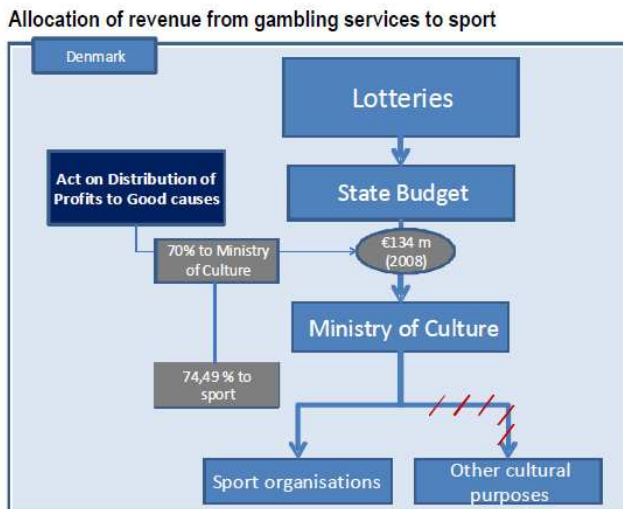 Allocation of revenue from gambling services to sport
Denmark
Lotteries
Act on Distribution of
Profits to Good causes
State Budget
70% to Ministry
of Culture
€134 m
(2008)
Ministry of Culture
74,49 % to
sport
Sport organisations
Other cultural
purposes